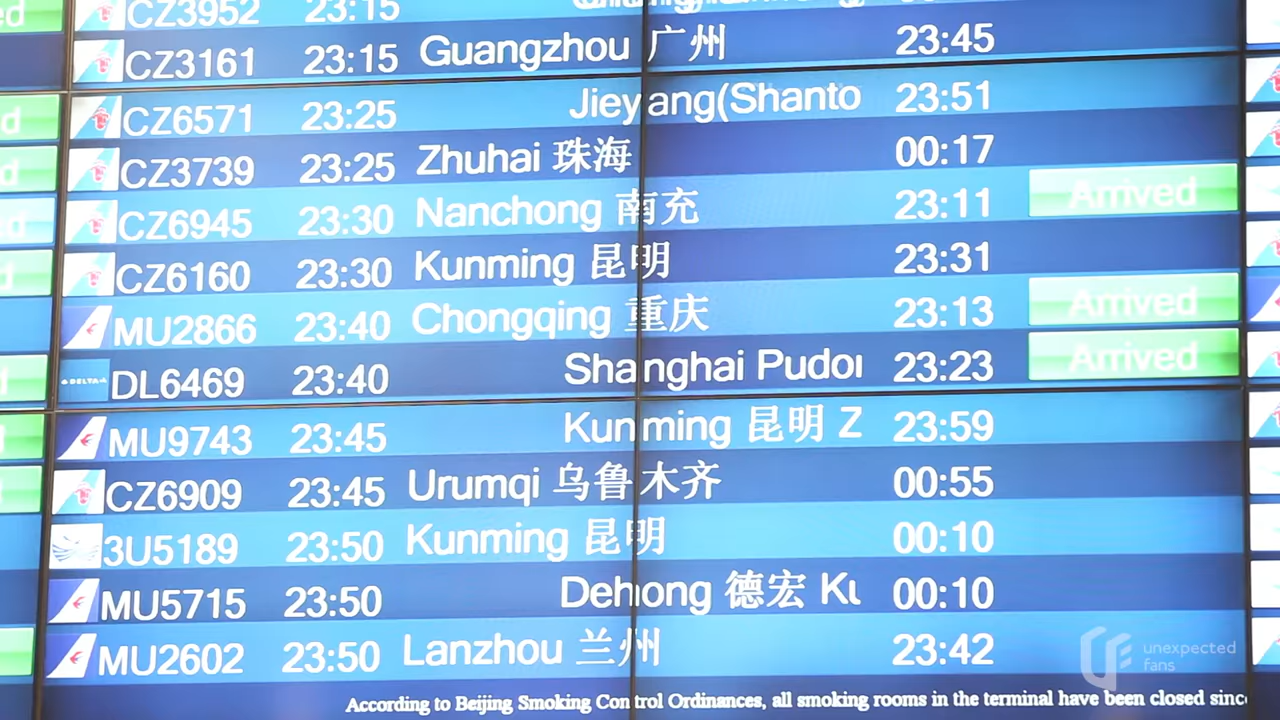 CZ3952 23:15
CZ3161 23:15 Guangzhou 广州 23:45
CZ6571 23:25 Jieyang(Shanto 23:51
CZ3739 23:25 Zhuhai 珠海 00:17
CZ6945 23:30 Nanchong 南充 23:11 Arrived
CZ6160 23:30 Kunming 昆明 23:31
MU2866 23:40 Chongqing 重庆 23:13 Arrived
DELTA DL6469 23:40 Shanghai Pudon 23:23 Arrived
MU9743 23:45 Kunming 昆明 Z 23:59
CZ6909 23:45 Urumqi 乌鲁木齐 00:55
3U5189 23:50 Kunming 昆明 00:10
MU5715 23:50 Dehong 德宏 Ku 00:10
MU2602 23:50 Lanzhou 兰州 23:42
unexpected
fans
According to Beijing Smoking Control Ordinances, all smoking rooms in the terminal have been closed since